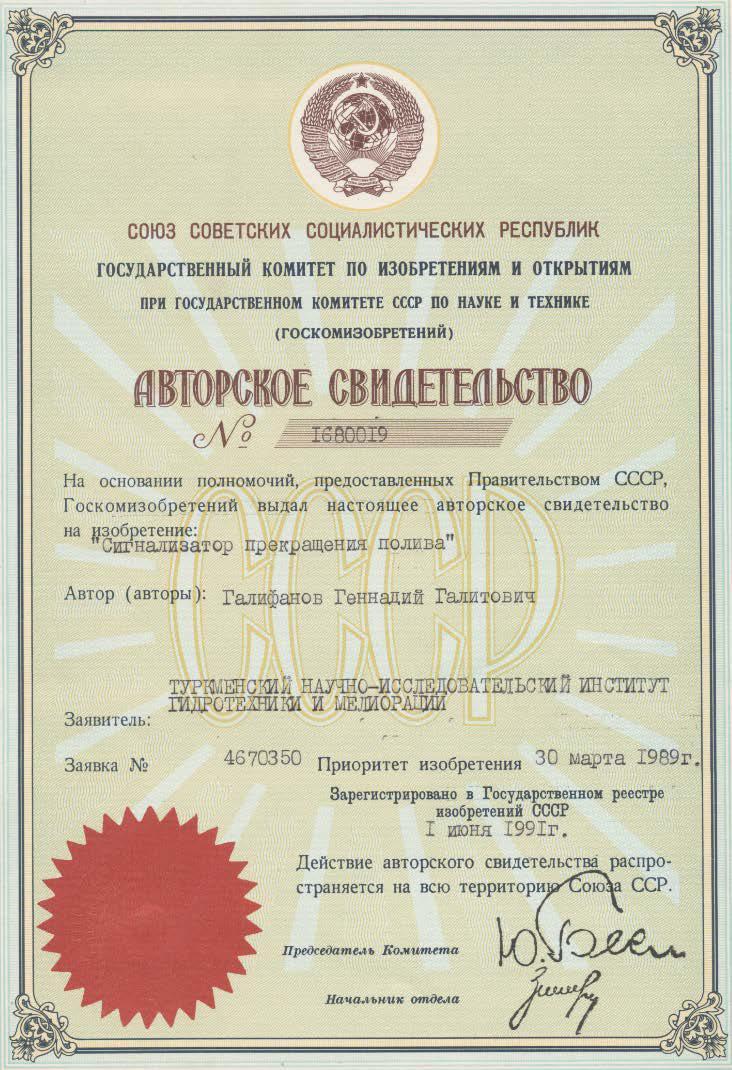 СОЮЗ СОВЕТСКИХ СОЦИАЛИСТИЧЕСКИХ РЕСПУБЛИК
ГОСУДАРСТВЕННЫЙ КОМИТЕТ ПО ИЗОБРЕТЕНИЯМ И ОТКРЫТИЯМ
ПРИ ГОСУДАРСТВЕННОМ КОМИТЕТЕ СССР ПО НАУКЕ И ТЕХНИКЕ
(ГОСКОМИЗОБРЕТЕНИЙ)
АВТОРСКОЕ СВИДЕТЕЛЬСТВО
№ 1680019
СССР
На основании полномочий, предоставленных Правительством СССР,
Госкомизобретений выдал настоящее авторское свидетельство
на изобретение:
"Сигнализатор прекращения полива"
Автор (авторы): Галифанов Геннадий Галитович
ТУРКМЕНСКИЙ НАУЧНО-ИССЛЕДОВАТЕЛЬСКИЙ ИНСТИТУТ
ГИДРОТЕХНИКИ И МЕЛИОРАЦИИ
Заявитель:
Заявка № 4670350 Приоритет изобретения 30 марта 1989г.
Зарегистрировано в Государственном реестре
изобретений СССР
I июня 1991г.
Действие авторского свидетельства распро-
страняется на всю территорию Союза ССР.
Председатель Комитета
Начальник отдела